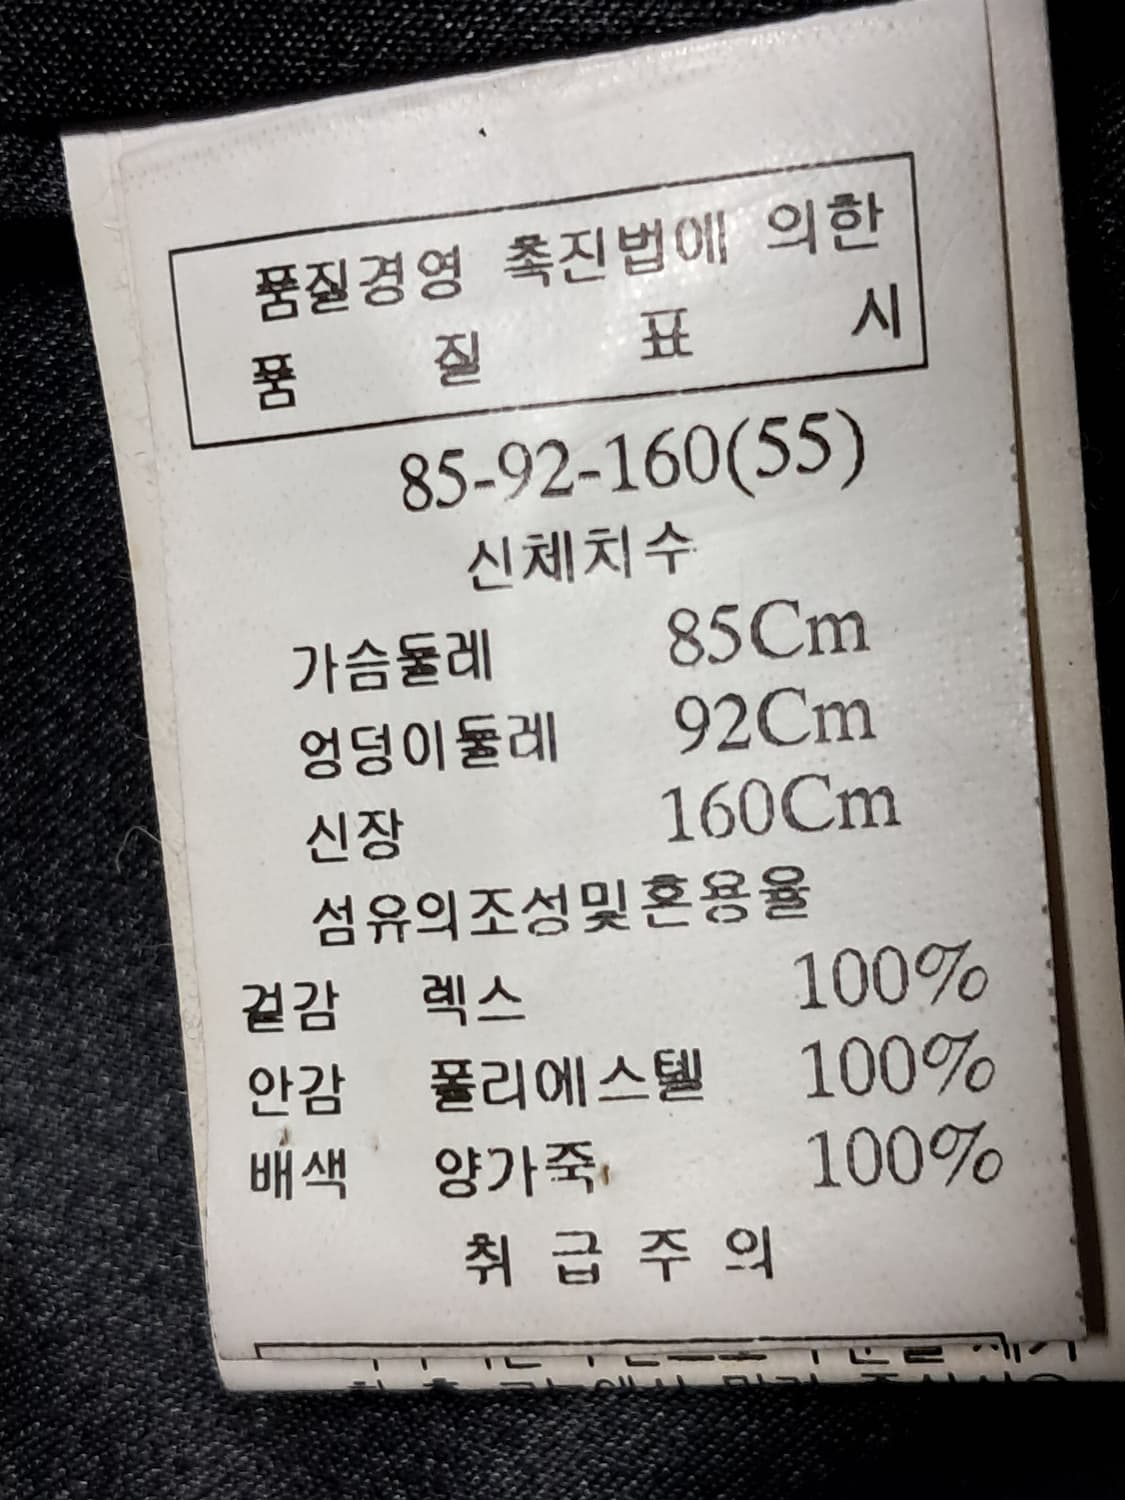 품질경영 촉진법에 의한
품 질 표 시
85-92-160(55)
신체치수
가슴둘레 85Cm
엉덩이둘레 92Cm
신장 160Cm
섬유의조성및혼용율
겉감 렉스 100%
안감 폴리에스텔 100%
배색 양가죽 100%
취 급 주 의